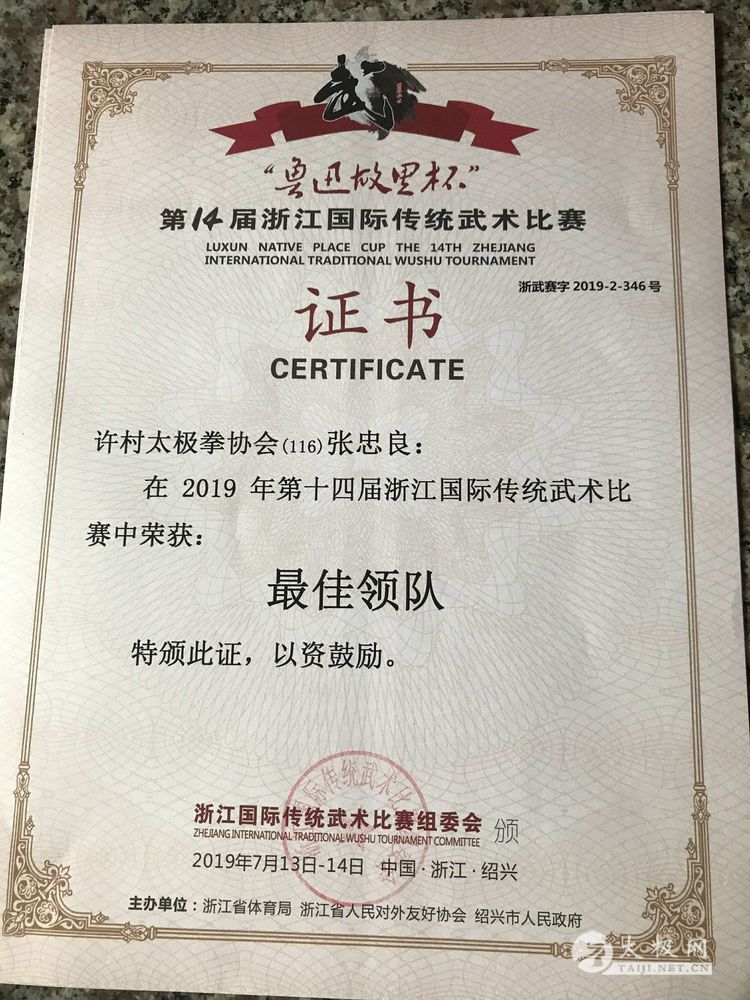 武
“鲁迅故里杯”
第14届浙江国际传统武术比赛
LUXUN NATIVE PLACE CUP THE 14TH ZHEJIANG
INTERNATIONAL TRADITIONAL WUSHU TOURNAMENT
浙武赛字 2019-2-346 号
证书
CERTIFICATE
许村太极拳协会(116)张忠良：
在 2019 年第十四届浙江国际传统武术比
赛中荣获：
最佳领队
特颁此证，以资鼓励。
浙江国际传统武术比赛组委会 颁
ZHEJIANG INTERNATIONAL TRADITIONAL WUSHU TOURNAMENT COMMITTEE
2019年7月13日-14日 中国·浙江·绍兴
主办单位：浙江省体育局 浙江省人民对外友好协会 绍兴市人民政府
太极网
TAIJI.NET.CN